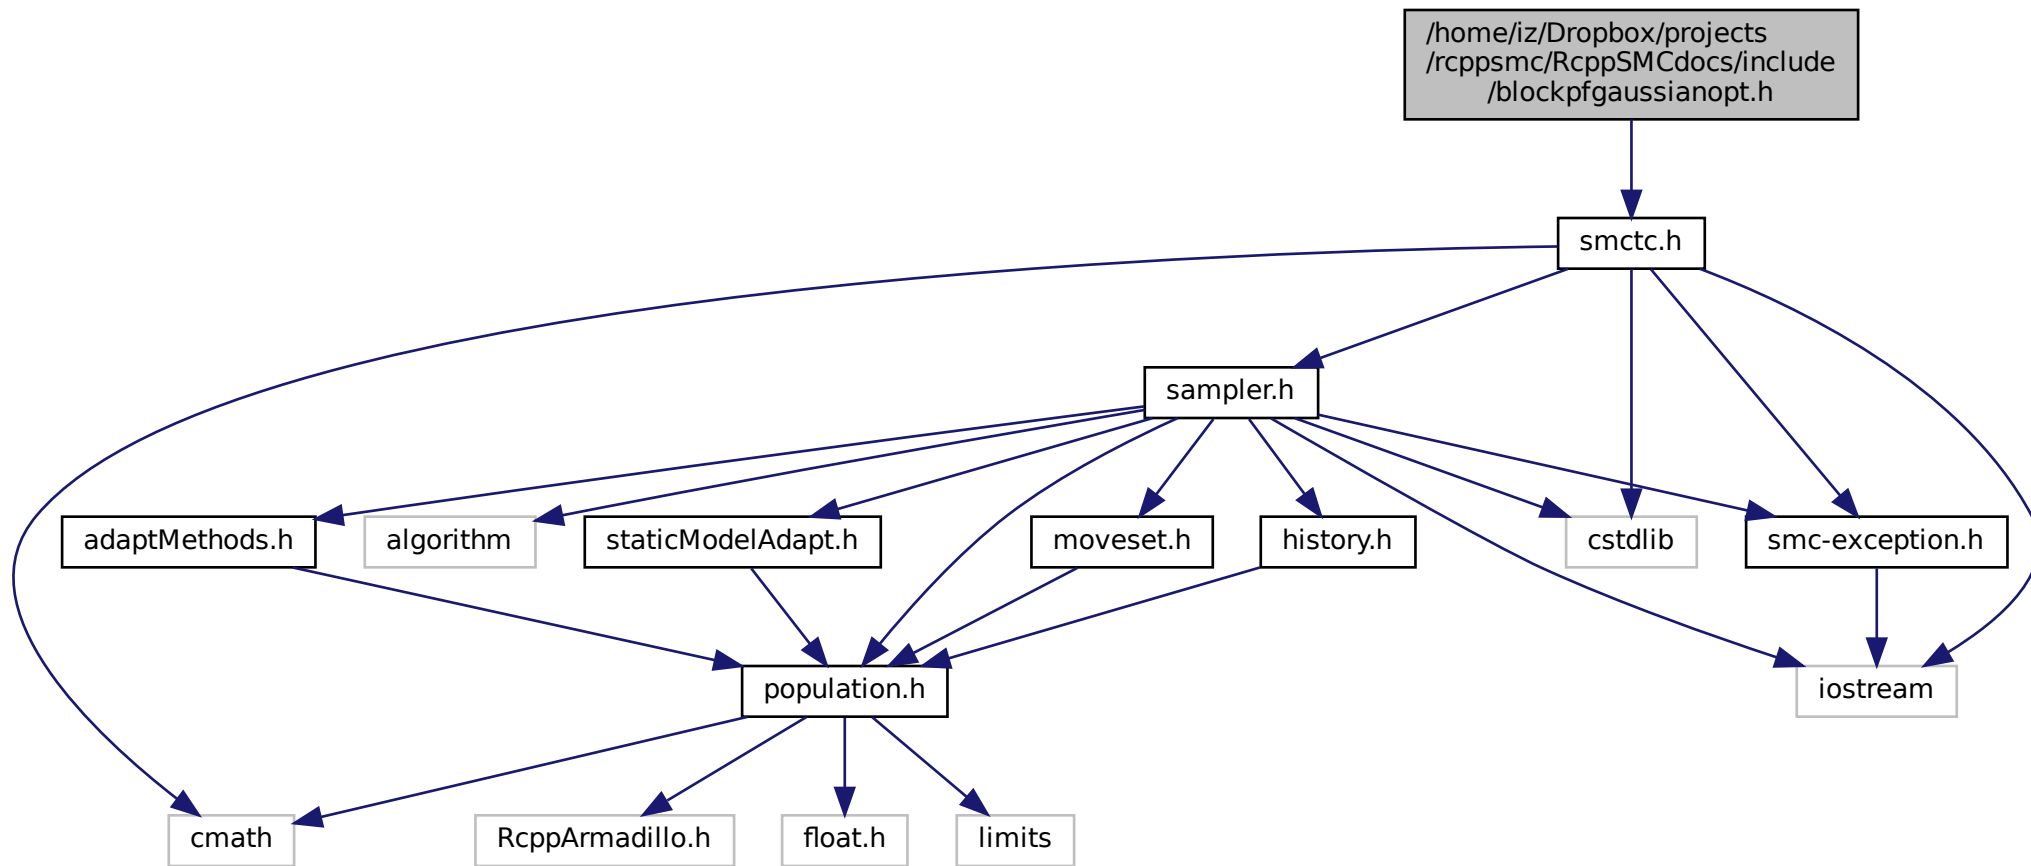 /home/iz/Dropbox/projects
/rcppsmc/RcppSMCdocs/include
/blockpfgaussianopt.h
smctc.h
sampler.h
adaptMethods.h
algorithm
staticModelAdapt.h
moveset.h
history.h
cstdlib
smc-exception.h
population.h
iostream
cmath
RcppArmadillo.h
float.h
limits